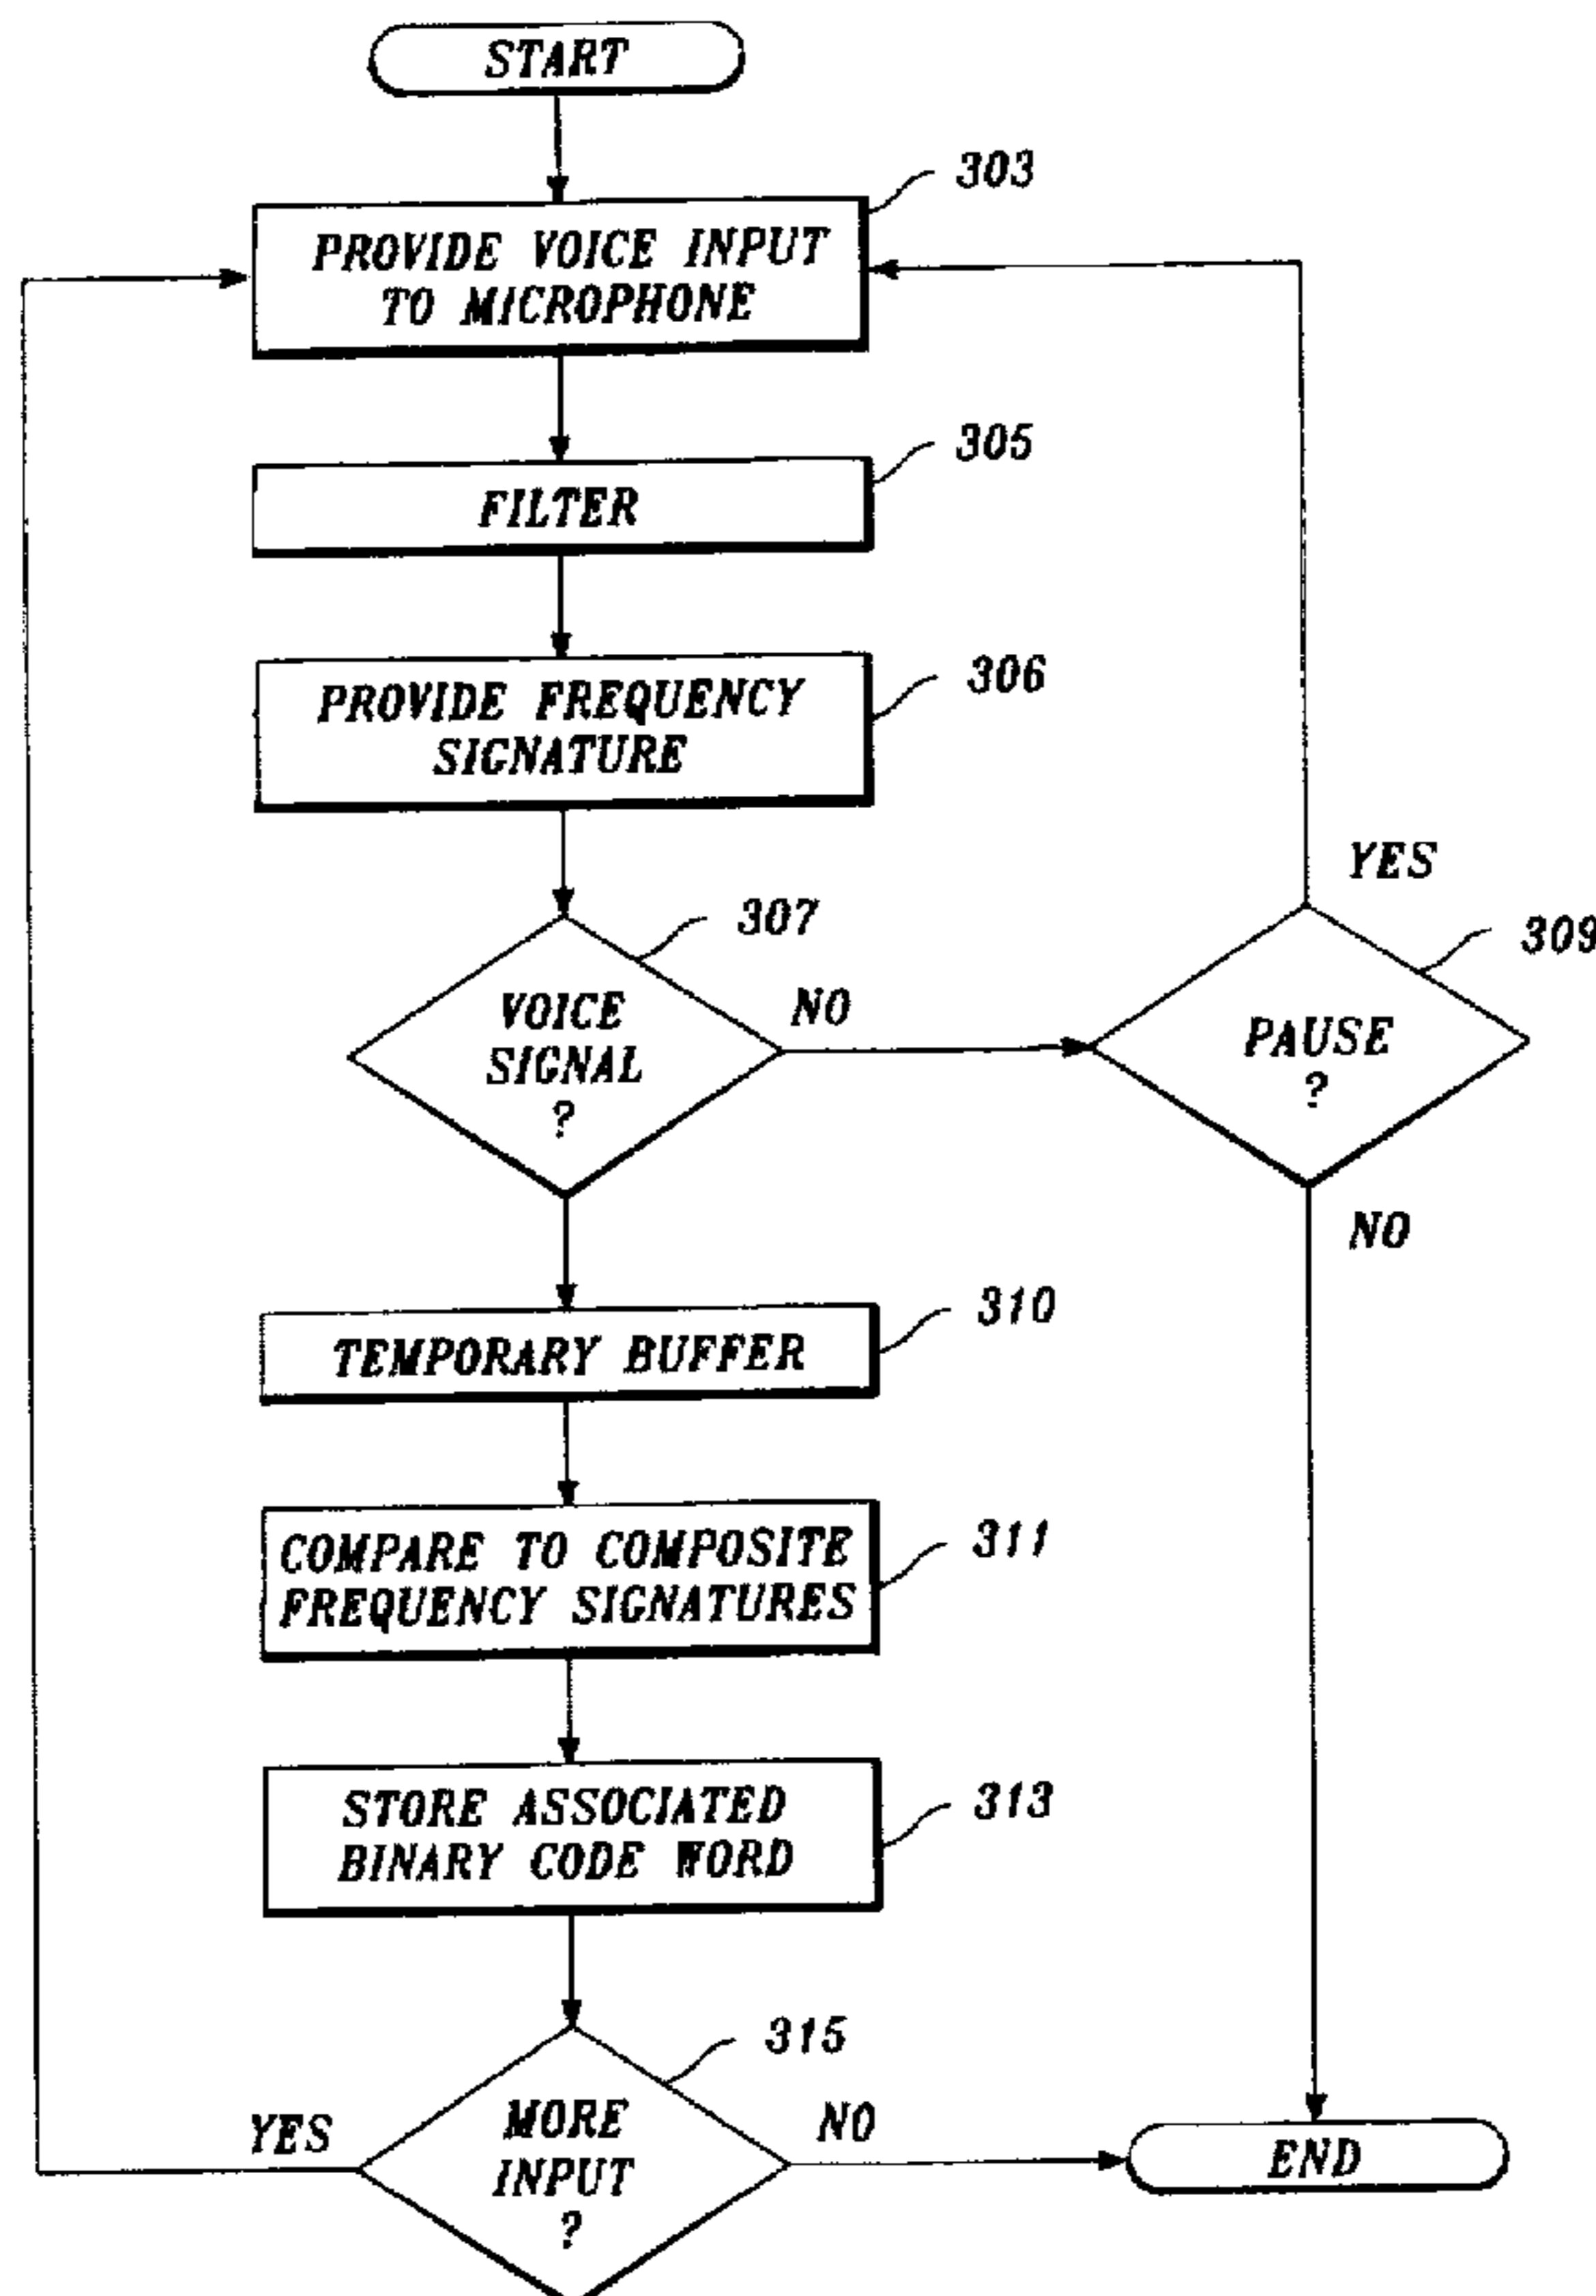 START
303
PROVIDE VOICE INPUT
TO MICROPHONE
305
FILTER
306
PROVIDE FREQUENCY
SIGNATURE
307
VOICE
SIGNAL
?
NO
YES
309
PAUSE
?
NO
310
TEMPORARY BUFFER
311
COMPARE TO COMPOSITE
FREQUENCY SIGNATURES
313
STORE ASSOCIATED
BINARY CODE WORD
315
MORE
INPUT
?
YES
NO
END